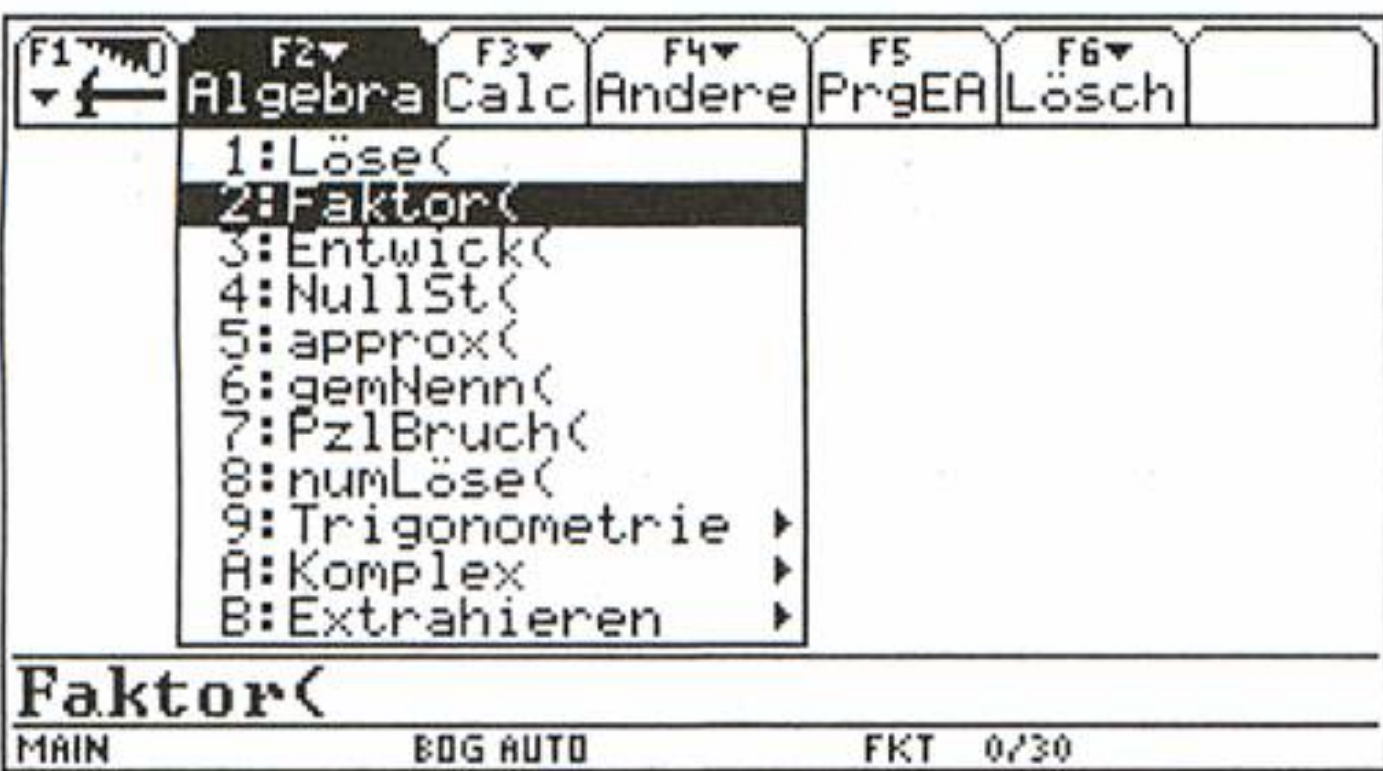 F1 F2 F3 F4 F5 F6
Algebra Calc Andere PrgEA Lösch
1:Löse(
2:Faktor(
3:Entwick(
4:NullSt(
5:approx(
6:gemNenn(
7:PzlBruch(
8:numLöse(
9:Trigonometrie
A:Komplex
B:Extrahieren
Faktor(
MAIN BOG AUTO FKT 0/30